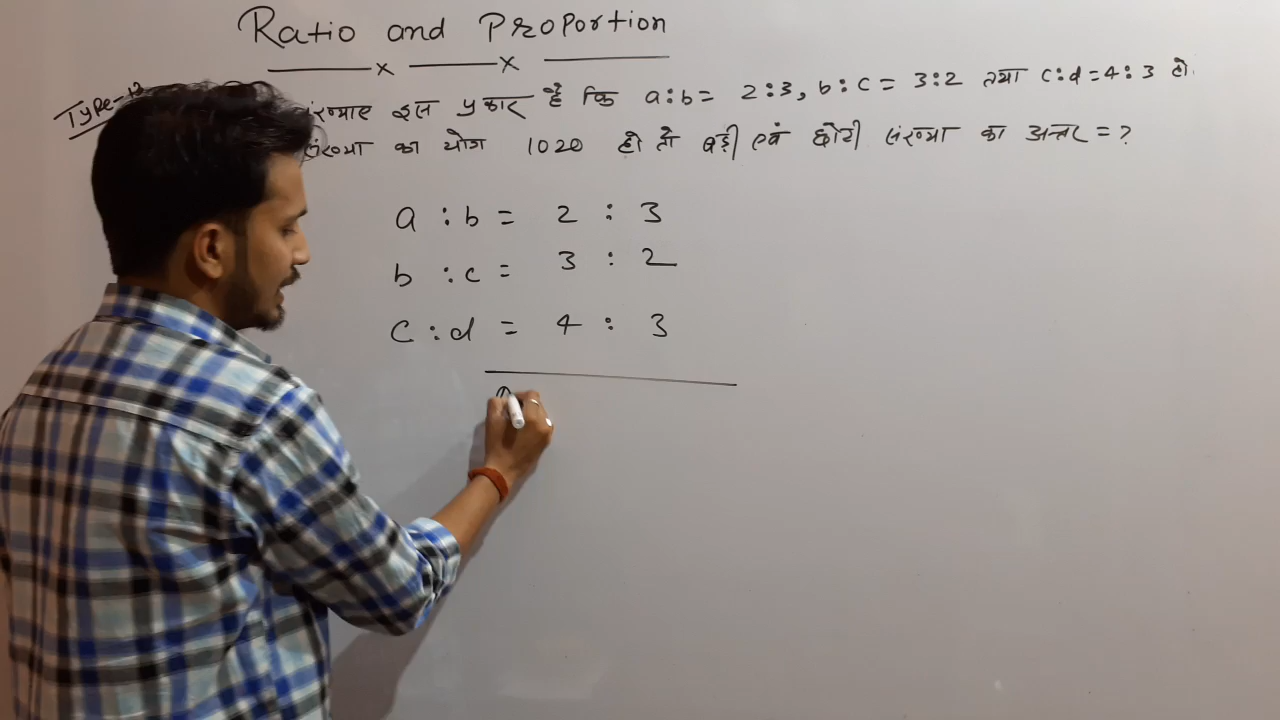 Ratio and Proportion
Type-12
संख्याएँ इस प्रकार है कि a:b = 2:3, b:c = 3:2 तथा c:d = 4:3 हो.
संख्या का योग 1020 हो तो बड़ी एवं छोटी संख्या का अन्तर = ?
a : b = 2 : 3
b : c = 3 : 2
c : d = 4 : 3